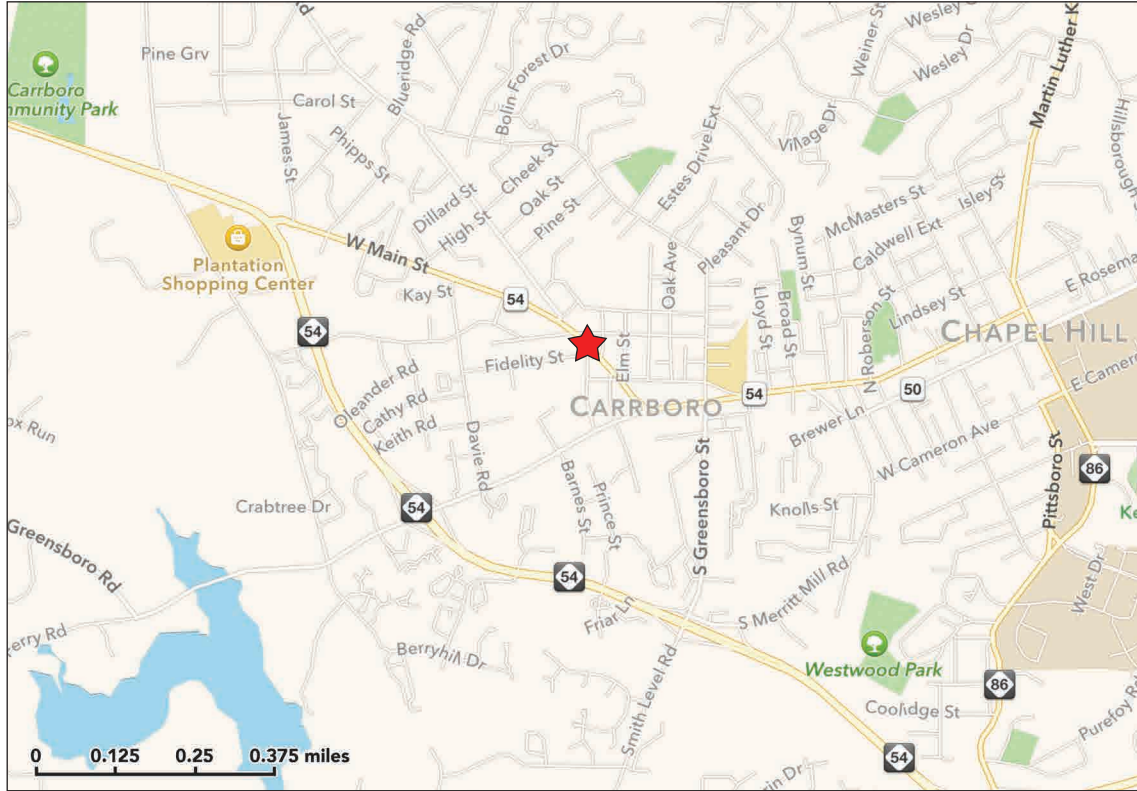 Pine Grv
Carrboro
mmunity Park
Carol St
James St
Phipps St
Blueridge Rd
Rd
Bolin Forest Dr
Dillard St
High St
Cheek St
Oak St
Pine St
Estes Drive Ext
Pleasant Dr
Weiner St
Wesley Dr
Village Dr
Martin Luther K
Hillsborough
McMasters St
Isley St
Caldwell Ext
Bynum St
Lindsey St
E Rosema
W Main St
Plantation
Shopping Center
Kay St
54
54
Oak Ave
Lloyd St
Broad St
N Roberson St
CHAPEL HILL
Elm St
Fidelity St
Oleander Rd
Cathy Rd
Keith Rd
Davie Rd
CARRBORO
54
50
E Camero
Brewer Ln
W Cameron Ave
ox Run
Crabtree Dr
54
Barnes St
Prince St
S Greensboro St
Knolls St
Pittsboro St
86
Ke
Greensboro Rd
54
West Dr
S Merritt Mill Rd
Friar Ln
erry Rd
Berryhill Dr
Smith Level Rd
Westwood Park
86
Coolidge St
Purefoy Rd
54
rin Dr
0 0.125 0.25 0.375 miles